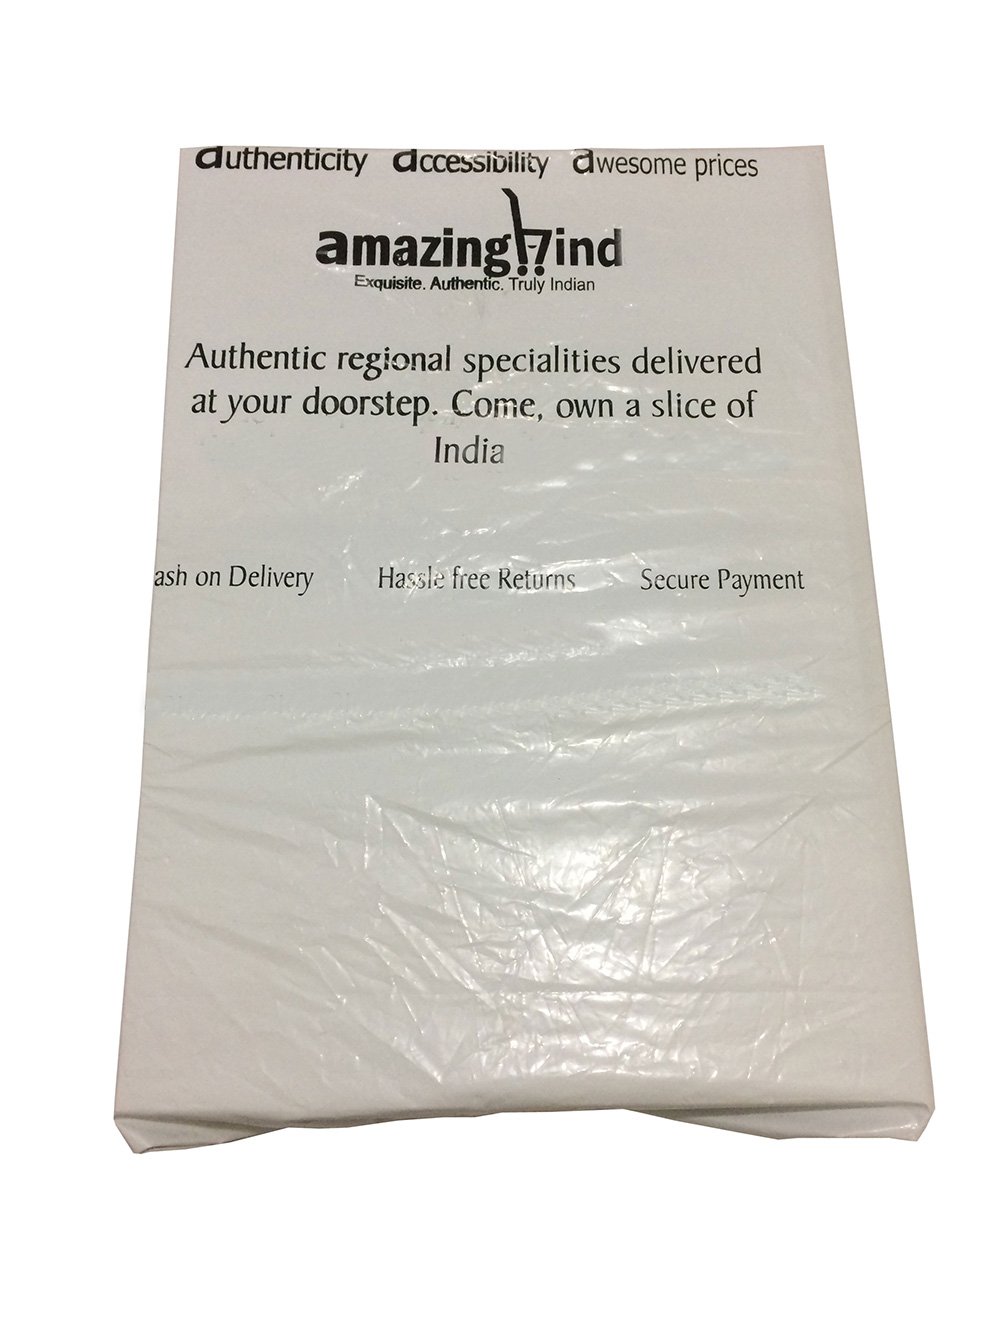 authenticity accessibility awesome prices
amazinghind
Exquisite. Authentic. Truly Indian
Authentic regional specialities delivered
at your doorstep. Come, own a slice of
India
ash on Delivery Hassle free Returns Secure Payment